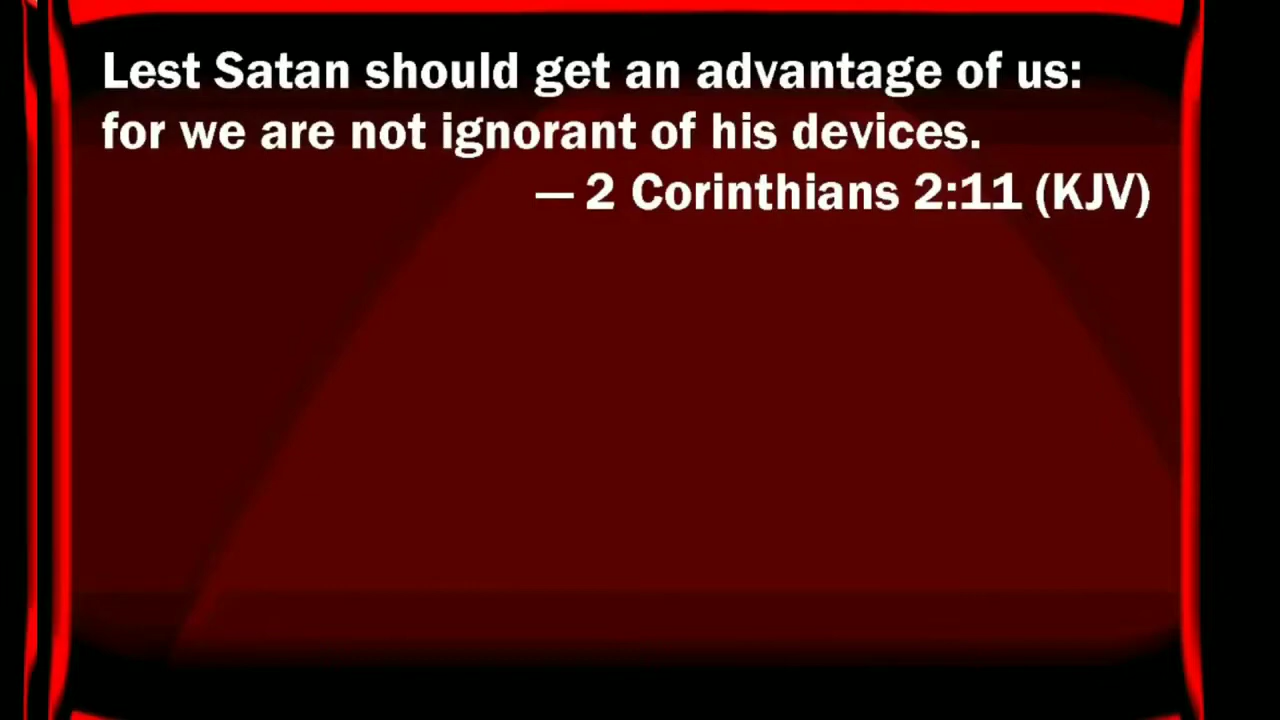 Lest Satan should get an advantage of us:
for we are not ignorant of his devices.
— 2 Corinthians 2:11 (KJV)